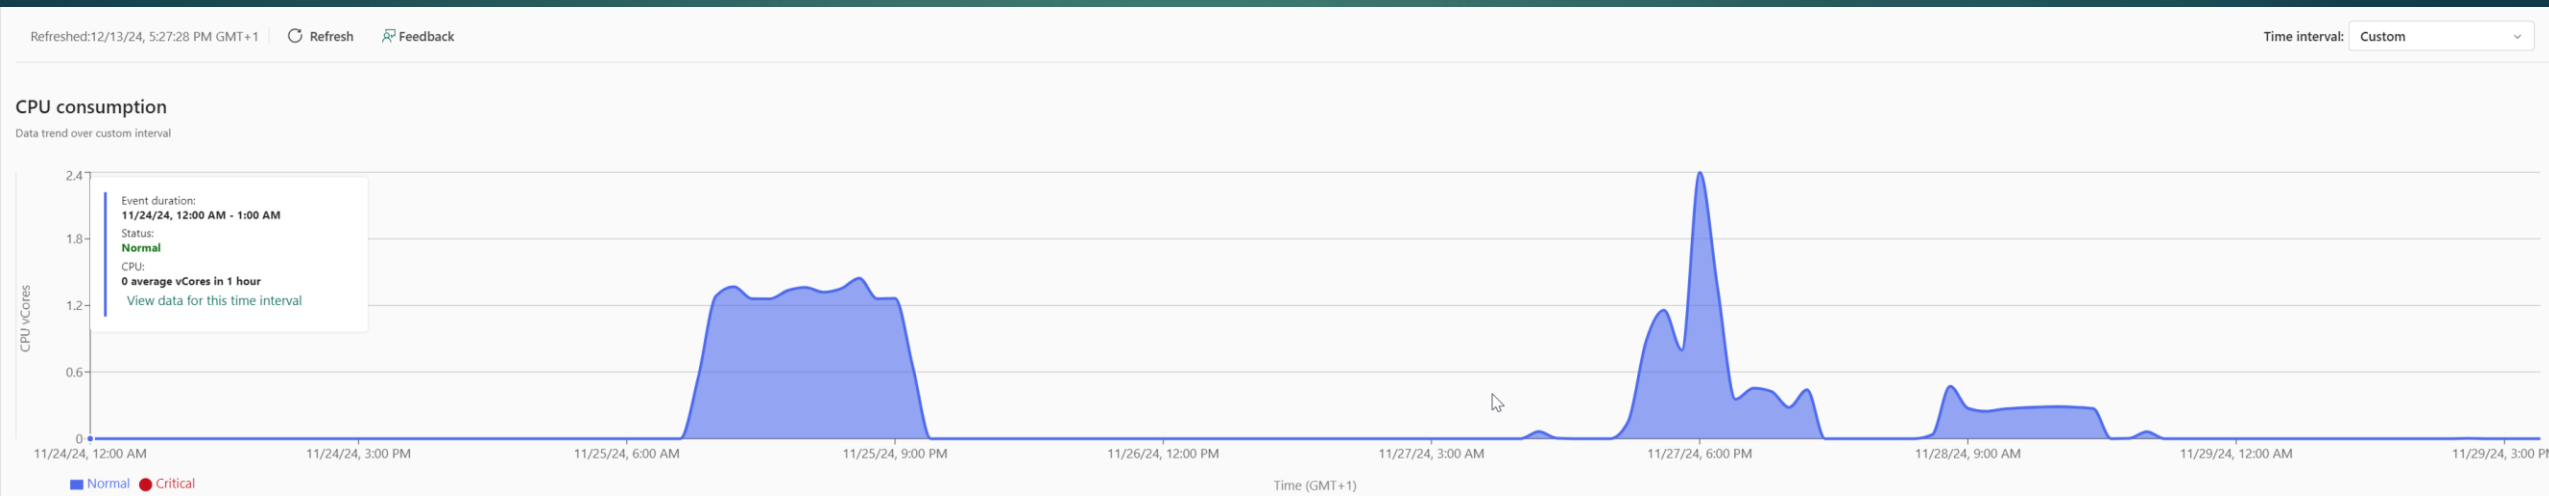 Refreshed:12/13/24, 5:27:28 PM GMT+1
Refresh
Feedback
Time interval:
Custom
CPU consumption
Data trend over custom interval
CPU vCores
2.4
1.8
1.2
0.6
0
Event duration:
11/24/24, 12:00 AM - 1:00 AM
Status:
Normal
CPU:
0 average vCores in 1 hour
View data for this time interval
11/24/24, 12:00 AM
11/24/24, 3:00 PM
11/25/24, 6:00 AM
11/25/24, 9:00 PM
11/26/24, 12:00 PM
11/27/24, 3:00 AM
11/27/24, 6:00 PM
11/28/24, 9:00 AM
11/29/24, 12:00 AM
11/29/24, 3:00 PM
Normal
Critical
Time (GMT+1)